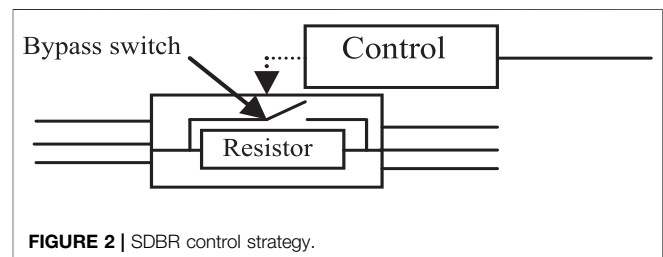 Bypass switch
Control
Resistor
FIGURE 2 | SDBR control strategy.